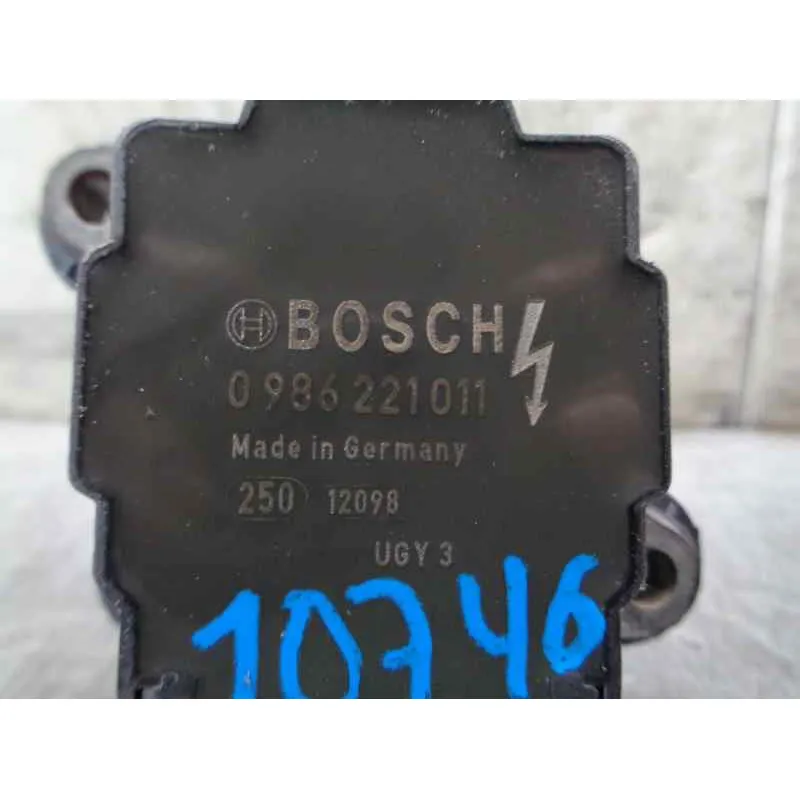 BOSCH
0 986 221 011
Made in Germany
250 12098
UGY 3
10746